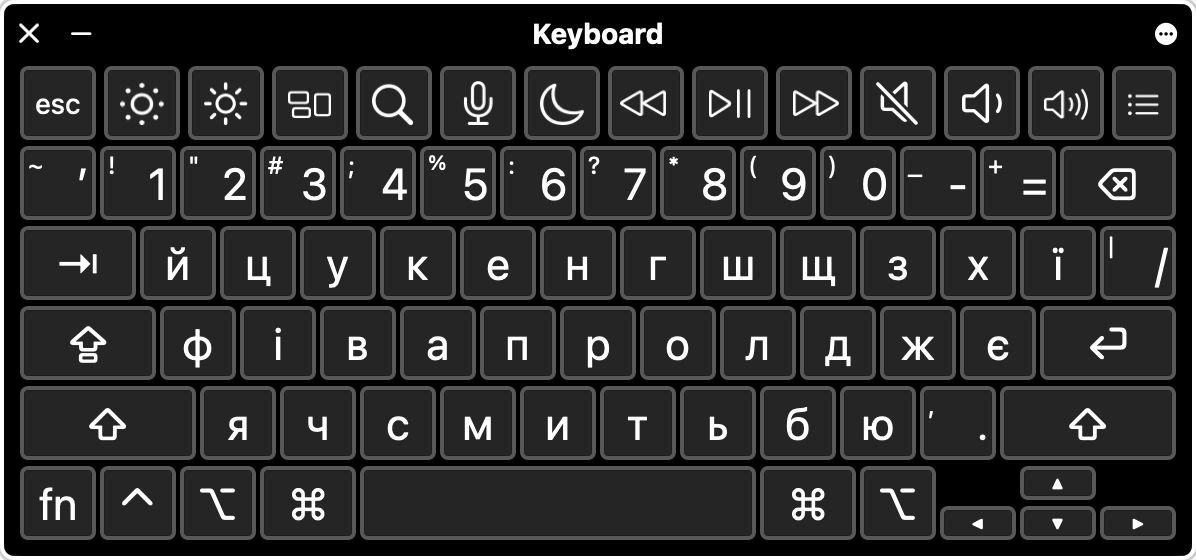 Keyboard
esc
~ ʼ ! 1 " 2 # 3 ; 4 % 5 : 6 ? 7 * 8 ( 9 ) 0 _ - + =
й ц у к е н г ш щ з х ї | /
ф і в а п р о л д ж є
я ч с м и т ь б ю ʼ .
fn ^ ⌥ ⌘ ⌘ ⌥